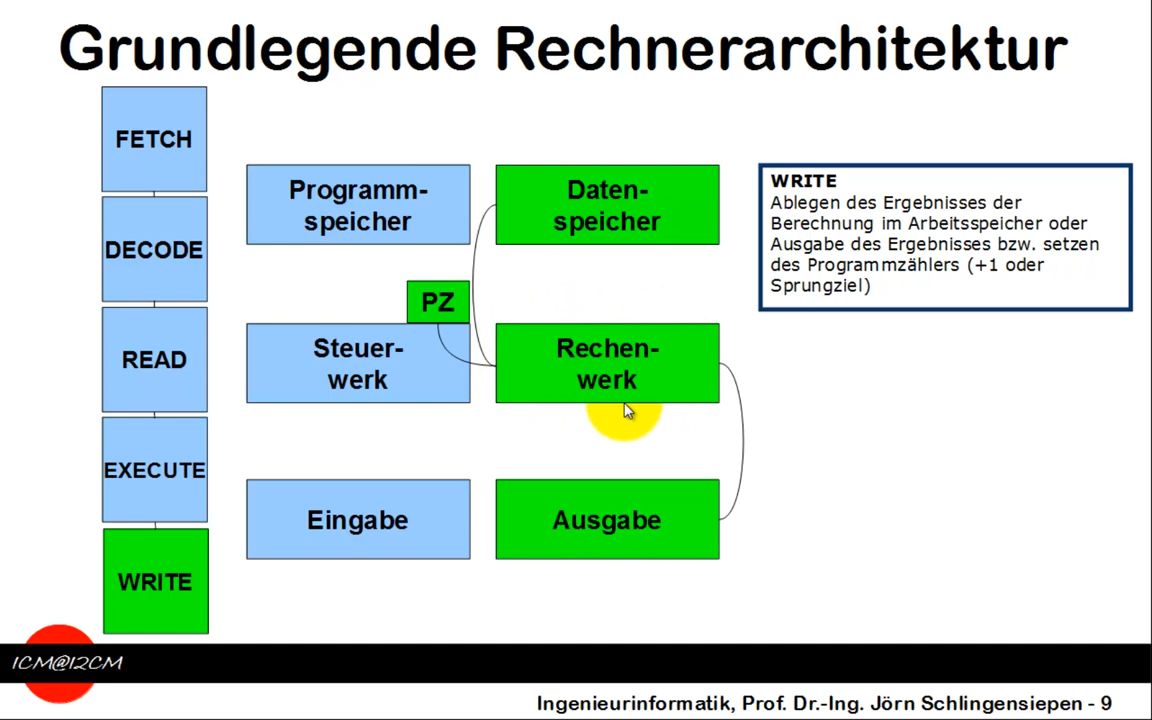 Grundlegende Rechnerarchitektur
FETCH
DECODE
READ
EXECUTE
WRITE
Programm-
speicher
Daten-
speicher
PZ
Steuer-
werk
Rechen-
werk
Eingabe
Ausgabe
WRITE
Ablegen des Ergebnisses der
Berechnung im Arbeitsspeicher oder
Ausgabe des Ergebnisses bzw. setzen
des Programmzählers (+1 oder
Sprungziel)
1CM@12CM
Ingenieurinformatik, Prof. Dr.-Ing. Jörn Schlingensiepen - 9